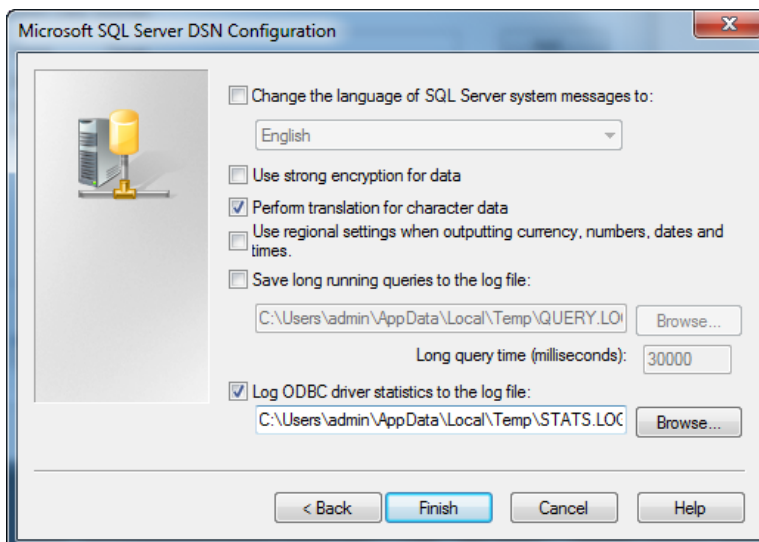 Microsoft SQL Server DSN Configuration
Change the language of SQL Server system messages to:
English
Use strong encryption for data
Perform translation for character data
Use regional settings when outputting currency, numbers, dates and
times.
Save long running queries to the log file:
C:\Users\admin\AppData\Local\Temp\QUERY.LO
Browse...
Long query time (milliseconds):
30000
Log ODBC driver statistics to the log file:
C:\Users\admin\AppData\Local\Temp\STATS.LO
Browse...
< Back
Finish
Cancel
Help